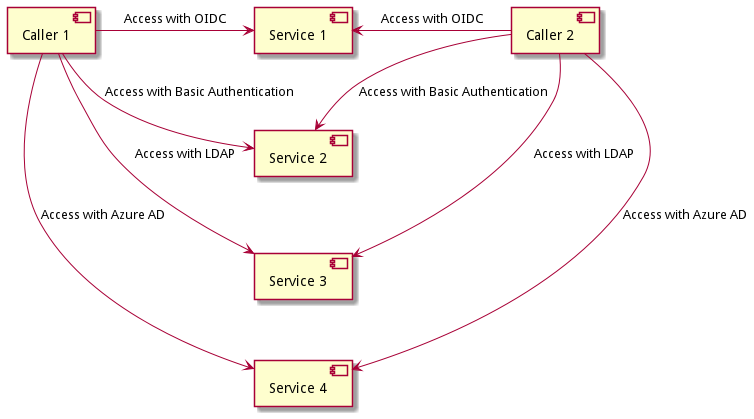 Access with OIDC
Access with OIDC
Caller 1
Service 1
Caller 2
Access with Basic Authentication
Access with Basic Authentication
Service 2
Access with LDAP
Access with LDAP
Access with Azure AD
Access with Azure AD
Service 3
Service 4